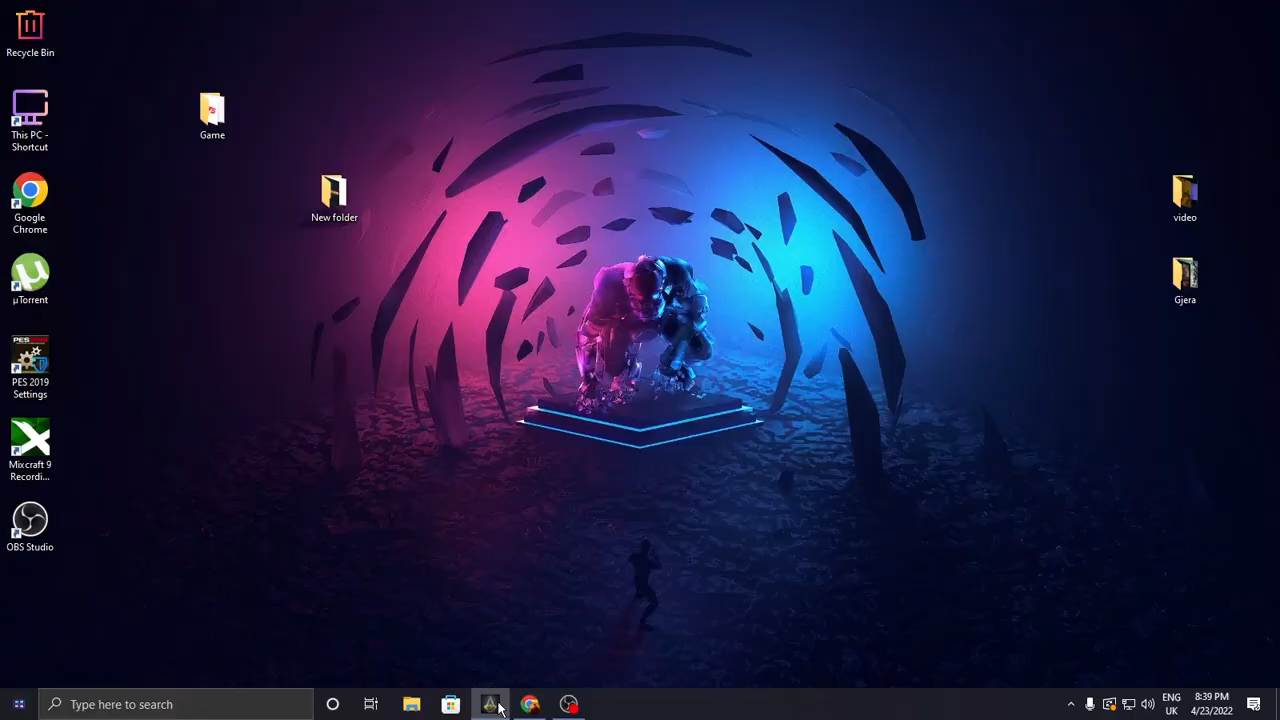 Recycle Bin
This PC -
Shortcut
Google
Chrome
µTorrent
PES 2019
Settings
Mixcraft 9
Recordi...
OBS Studio
Game
New folder
video
Gjera
Type here to search
ENG
UK
8:39 PM
4/23/2022